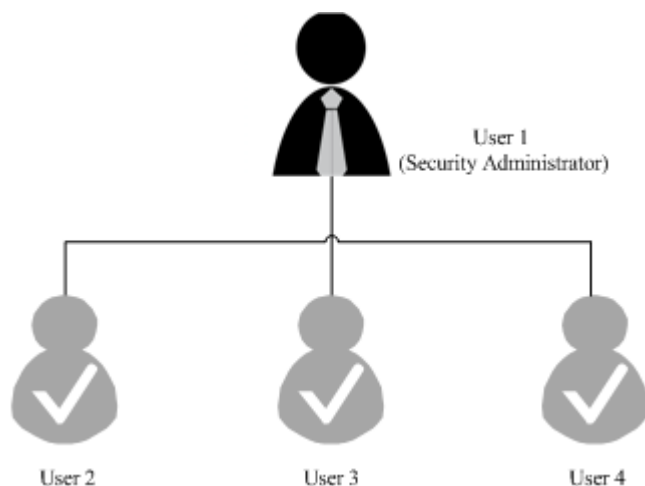 User 1
(Security Administrator)
User 2
User 3
User 4